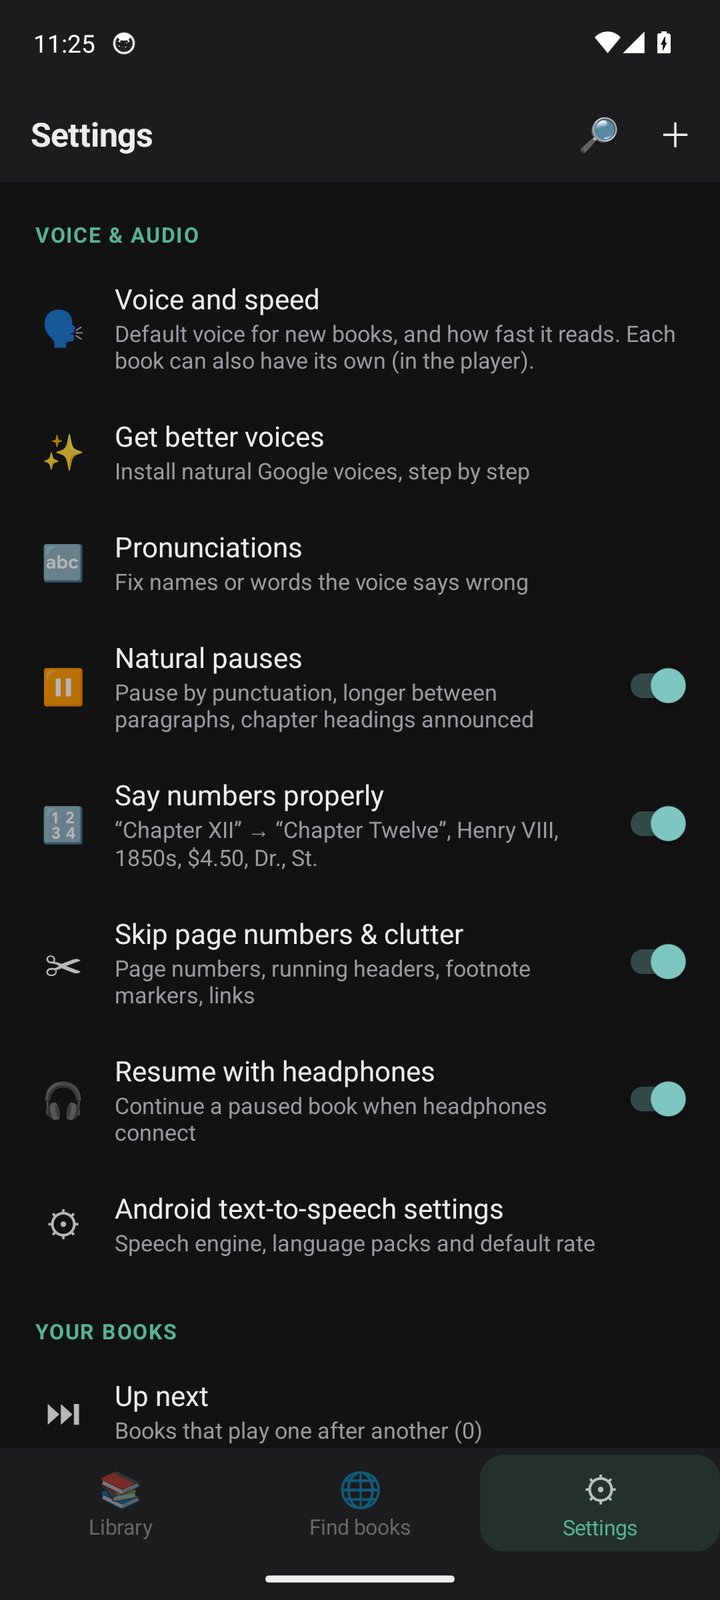 11:25
Settings
VOICE & AUDIO
Voice and speed
Default voice for new books, and how fast it reads. Each
book can also have its own (in the player).
Get better voices
Install natural Google voices, step by step
abc
Pronunciations
Fix names or words the voice says wrong
Natural pauses
Pause by punctuation, longer between
paragraphs, chapter headings announced
1 2
3 4
Say numbers properly
“Chapter XII” → “Chapter Twelve”, Henry VIII,
1850s, $4.50, Dr., St.
Skip page numbers & clutter
Page numbers, running headers, footnote
markers, links
Resume with headphones
Continue a paused book when headphones
connect
Android text-to-speech settings
Speech engine, language packs and default rate
YOUR BOOKS
Up next
Books that play one after another (0)
Library
Find books
Settings